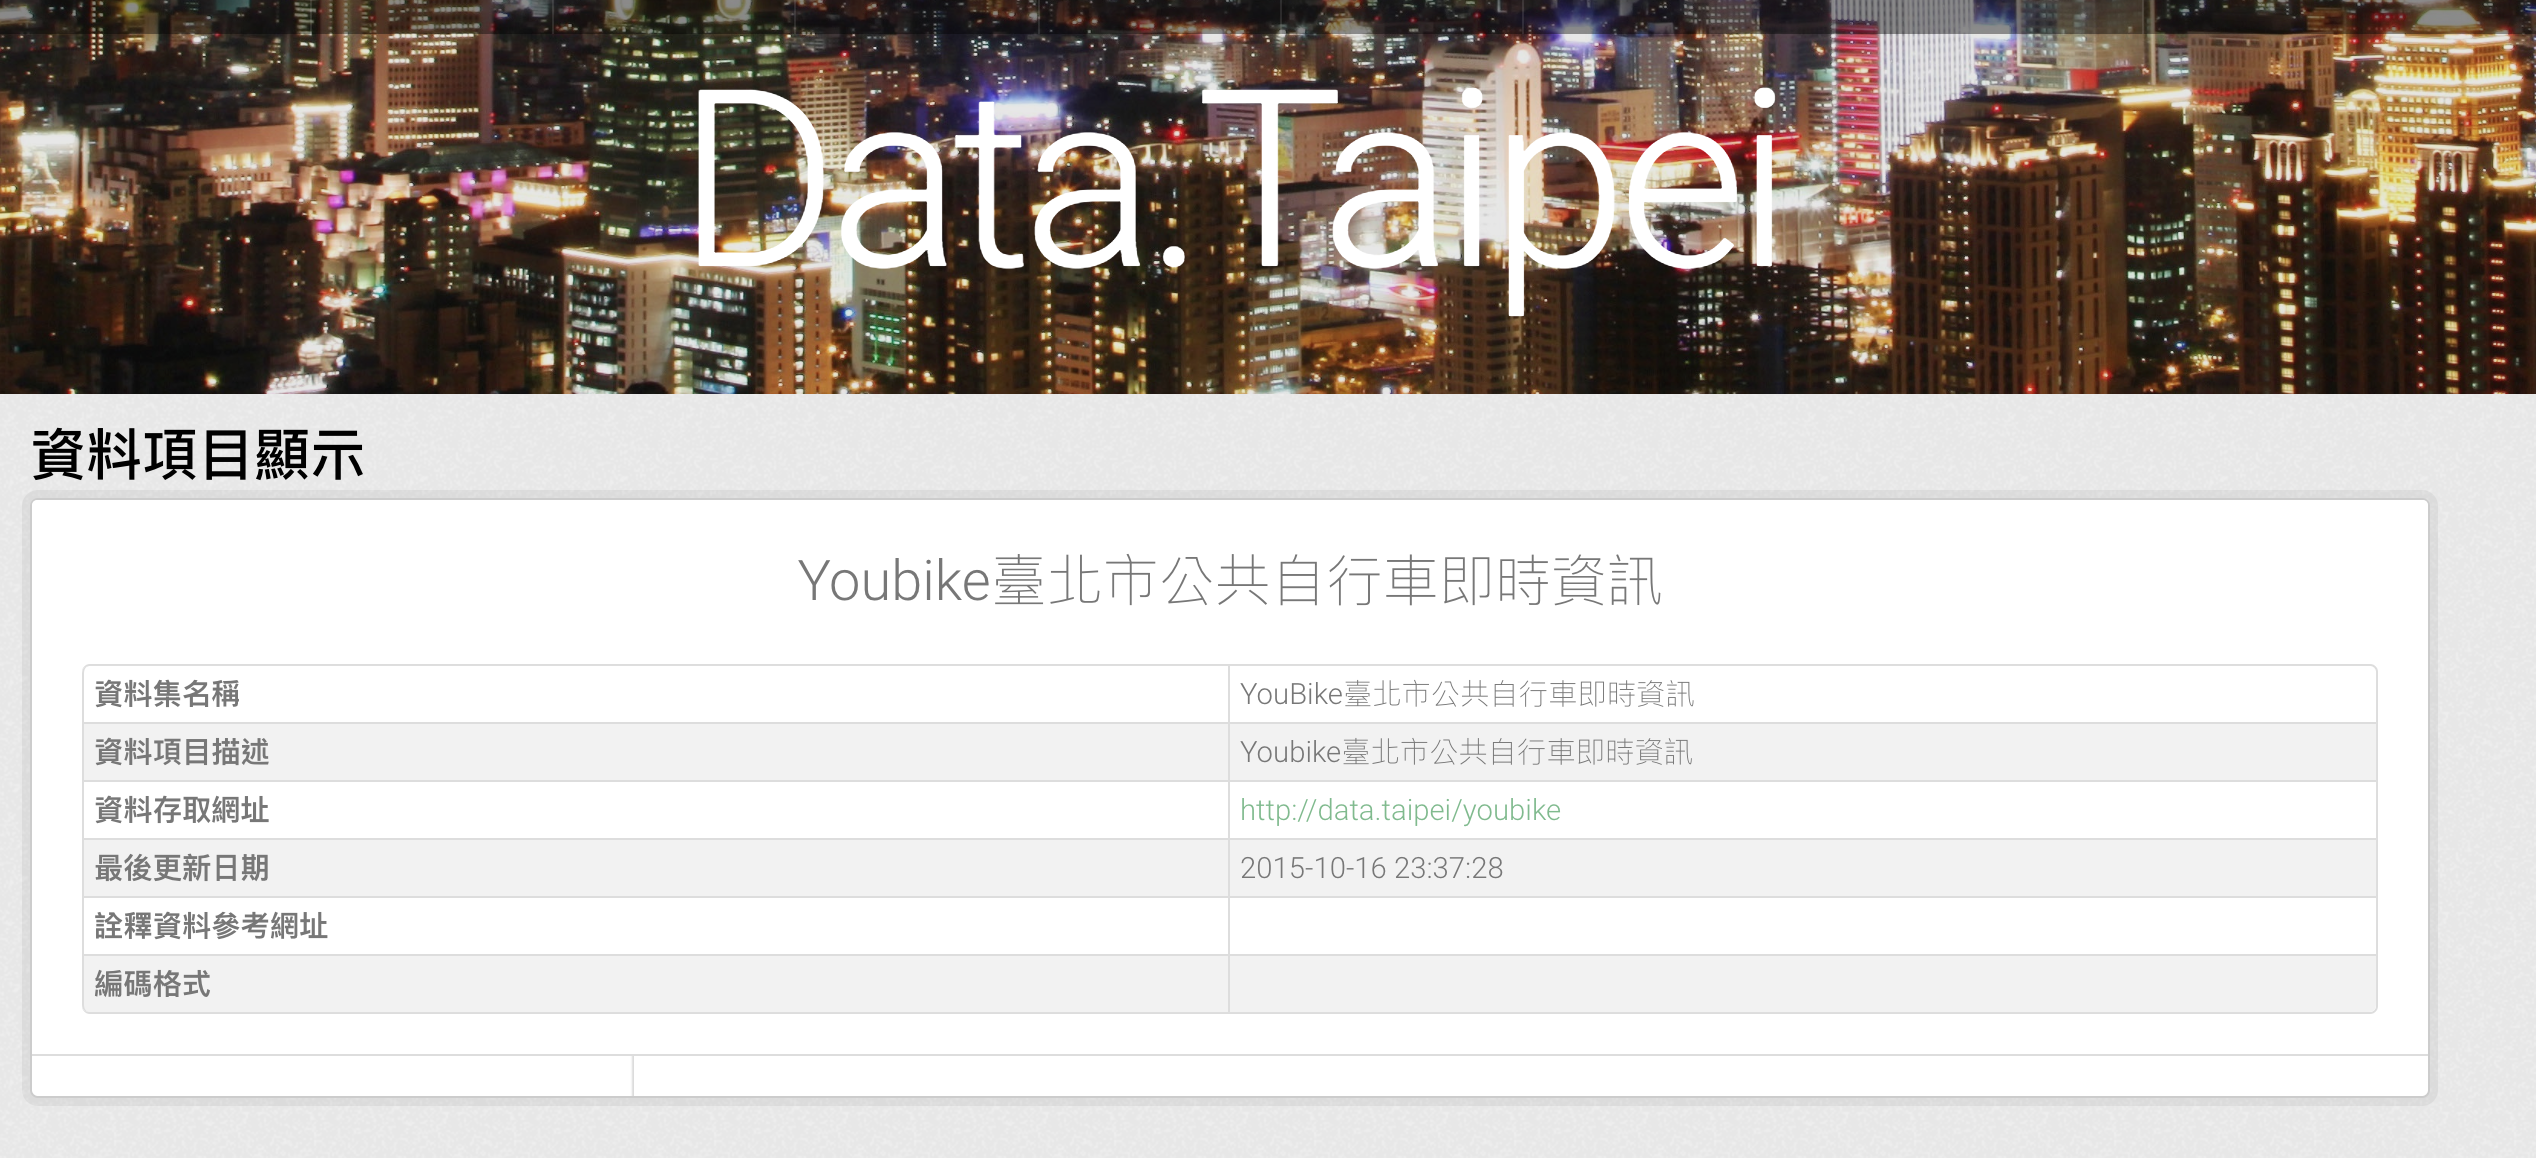 Data.Taipei
資料項目顯示
Youbike臺北市公共自行車即時資訊
資料集名稱 YouBike臺北市公共自行車即時資訊
資料項目描述 Youbike臺北市公共自行車即時資訊
資料存取網址 http://data.taipei/youbike
最後更新日期 2015-10-16 23:37:28
詮釋資料參考網址
編碼格式